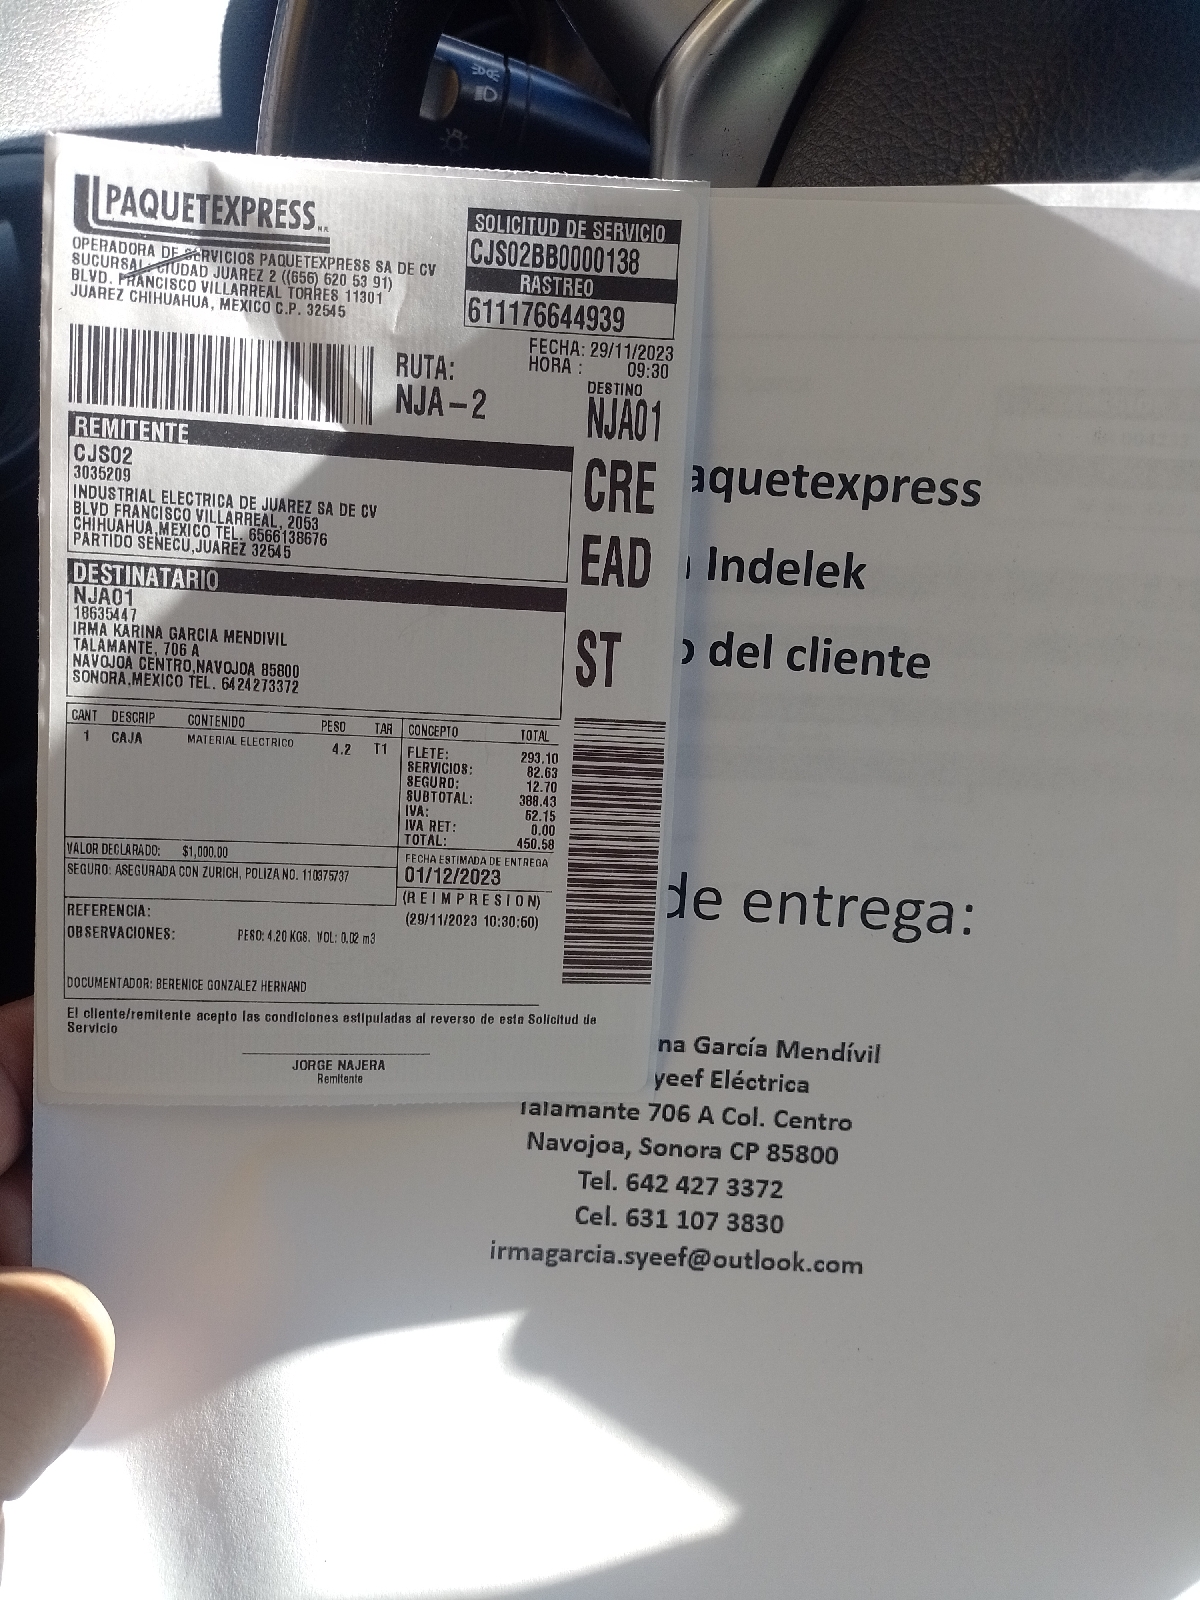 PAQUETEXPRESS
OPERADORA DE SERVICIOS PAQUETEXPRESS SA DE CV
SUCURSAL: CIUDAD JUAREZ 2 ((656) 620 53 91)
BLVD. FRANCISCO VILLARREAL TORRES 11301
JUAREZ CHIHUAHUA, MEXICO C.P. 32545
SOLICITUD DE SERVICIO
CJS02BB0000138
RASTREO
611176644939
FECHA: 29/11/2023
HORA : 09:30
RUTA:
NJA-2
DESTINO
NJA01
CRE
EAD
ST
REMITENTE
CJS02
3035209
INDUSTRIAL ELECTRICA DE JUAREZ SA DE CV
BLVD FRANCISCO VILLARREAL, 2053
CHIHUAHUA,MEXICO TEL. 6566138676
PARTIDO SENECU,JUAREZ 32545
DESTINATARIO
NJA01
18635447
IRMA KARINA GARCIA MENDIVIL
TALAMANTE, 706 A
NAVOJOA CENTRO,NAVOJOA 85800
SONORA,MEXICO TEL. 6424273372
CANT DESCRIP CONTENIDO PESO TAR
1 CAJA MATERIAL ELECTRICO 4.2 T1
CONCEPTO TOTAL
FLETE: 293.10
SERVICIOS: 82.63
SEGURO: 12.70
SUBTOTAL: 388.43
IVA: 62.15
IVA RET: 0.00
TOTAL: 450.58
VALOR DECLARADO: $1,000.00
SEGURO: ASEGURADA CON ZURICH, POLIZA NO. 110375737
FECHA ESTIMADA DE ENTREGA
01/12/2023
(REIMPRESION)
(29/11/2023 10:30:50)
REFERENCIA:
OBSERVACIONES: PESO: 4.20 KGS. VOL: 0.02 m3
DOCUMENTADOR: BERENICE GONZALEZ HERNAND
El cliente/remitente acepto las condiciones estipuladas al reverso de esta Solicitud de
Servicio
JORGE NAJERA
Remitente
aquetexpress
Indelek
o del cliente
de entrega:
na García Mendívil
yeef Eléctrica
Talamante 706 A Col. Centro
Navojoa, Sonora CP 85800
Tel. 642 427 3372
Cel. 631 107 3830
irmagarcia.syeef@outlook.com